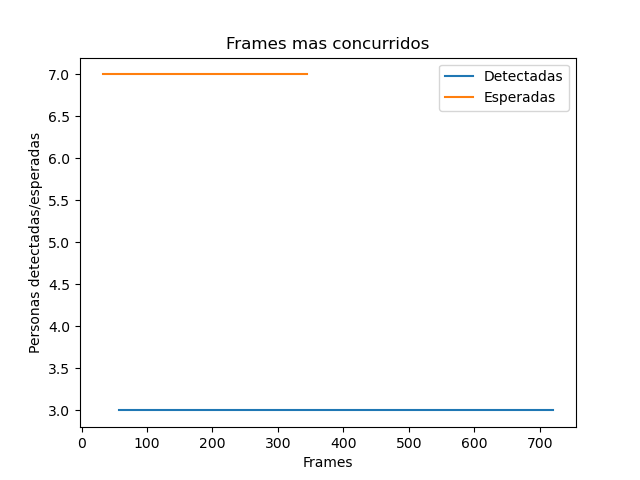 Frames mas concurridos
Detectadas
Esperadas
Personas detectadas/esperadas
7.0
6.5
6.0
5.5
5.0
4.5
4.0
3.5
3.0
0 100 200 300 400 500 600 700
Frames